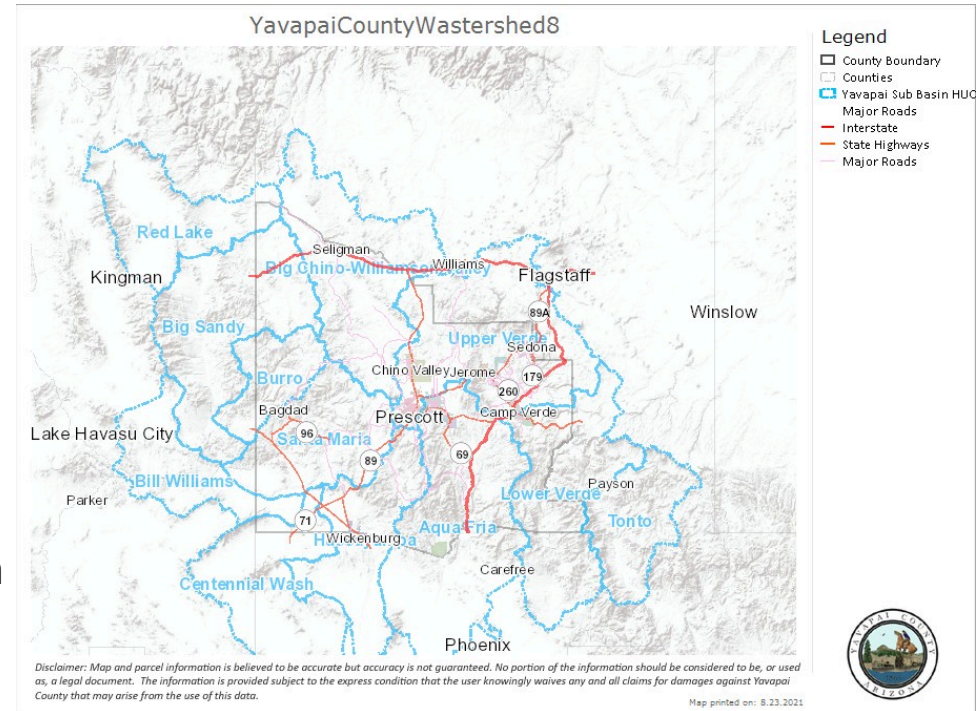 YavapaiCountyWastershed8
Legend
County Boundary
Counties
Yavapai Sub Basin HUC
Major Roads
Interstate
State Highways
Major Roads
Red Lake
Seligman
Kingman
Big Chino-Williamson Valley
Williams
Flagstaff
Winslow
89A
Big Sandy
Upper Verde
Sedona
Chino Valley
Jerome
179
Burro
260
Bagdad
Prescott
Camp Verde
Lake Havasu City
96
Santa Maria
89
69
Bill Williams
Payson
Parker
Lower Verde
71
Aqua Fria
Tonto
Wickenburg
Carefree
Centennial Wash
Phoenix
Disclaimer: Map and parcel information is believed to be accurate but accuracy is not guaranteed. No portion of the information should be considered to be, or used
as, a legal document. The information is provided subject to the express condition that the user knowingly waives any and all claims for damages against Yavapai
County that may arise from the use of this data.
Map printed on: 8.23.2021
YAVAPAI COUNTY
ARIZONA